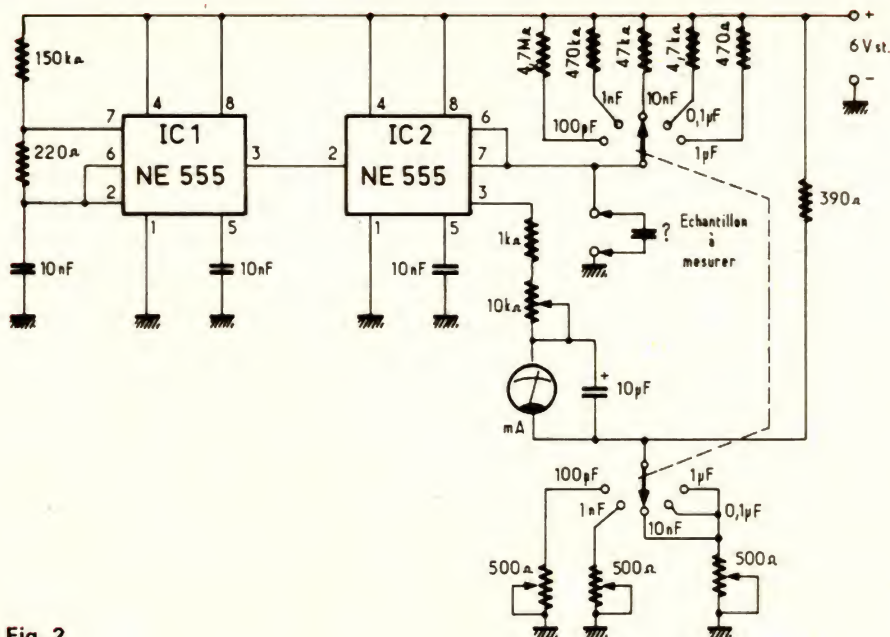 150kΩ
4,7MΩ
470kΩ
47kΩ
4,7kΩ
470Ω
+
6 V st.
−
7
4
8
IC 1
6
NE 555
3
2
1
5
220Ω
10nF
10nF
4
8
6
IC 2
7
2
NE 555
3
1
5
10nF
100pF
1nF
10nF
0,1µF
1µF
390Ω
?
Echantillon
à
mesurer
1kΩ
10kΩ
+
10µF
mA
100pF
1nF
10nF
1µF
0,1µF
500Ω
500Ω
500Ω
Fig. 2